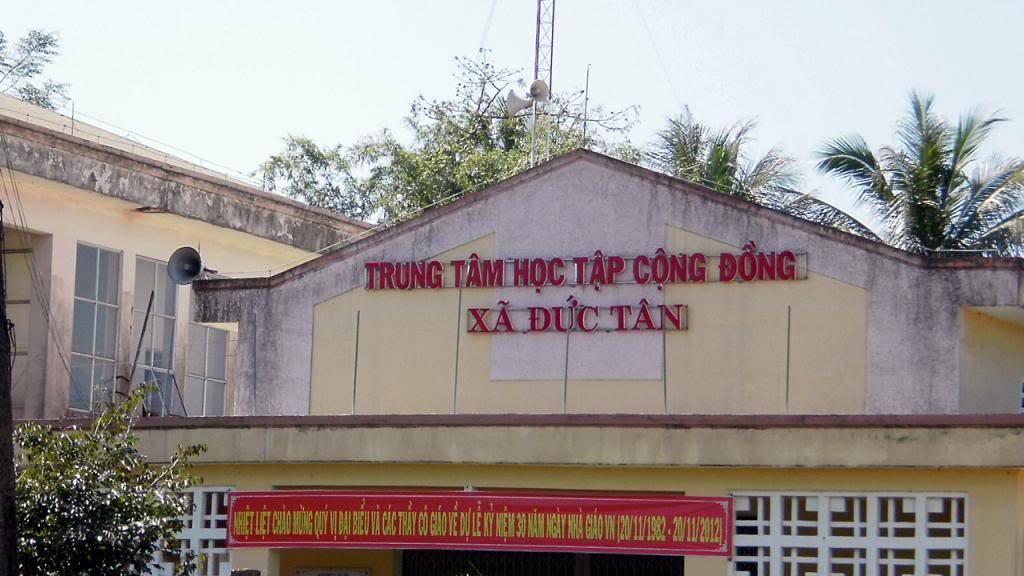 TRUNG TÂM HỌC TẬP CỘNG ĐỒNG
XÃ ĐỨC TÂN
NHIỆT LIỆT CHÀO MỪNG QUÝ VỊ ĐẠI BIỂU VÀ CÁC THẦY CÔ GIÁO VỀ DỰ LỄ KỶ NIỆM 30 NĂM NGÀY NHÀ GIÁO VN (20/11/1982 - 20/11/2012)